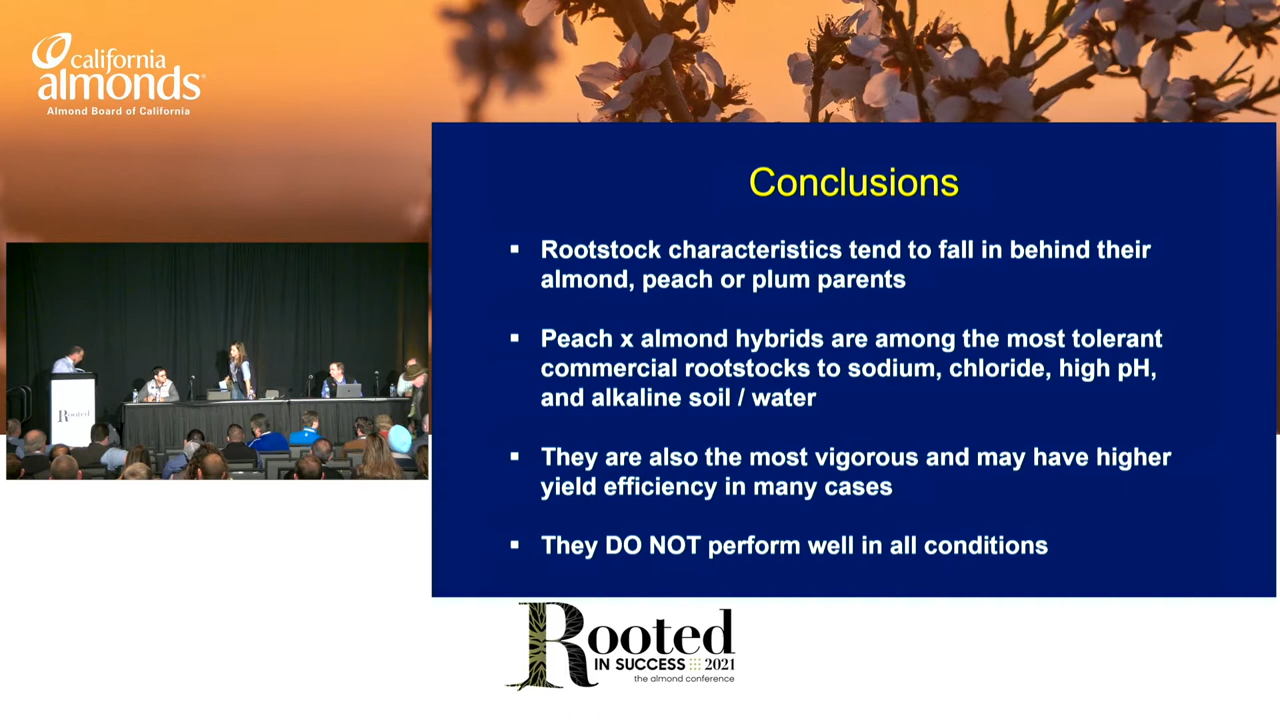 california
almonds
Almond Board of California
Conclusions
▪ Rootstock characteristics tend to fall in behind their
almond, peach or plum parents
▪ Peach x almond hybrids are among the most tolerant
commercial rootstocks to sodium, chloride, high pH,
and alkaline soil / water
▪ They are also the most vigorous and may have higher
yield efficiency in many cases
▪ They DO NOT perform well in all conditions
Rooted
Rooted
IN SUCCESS 2021
the almond conference